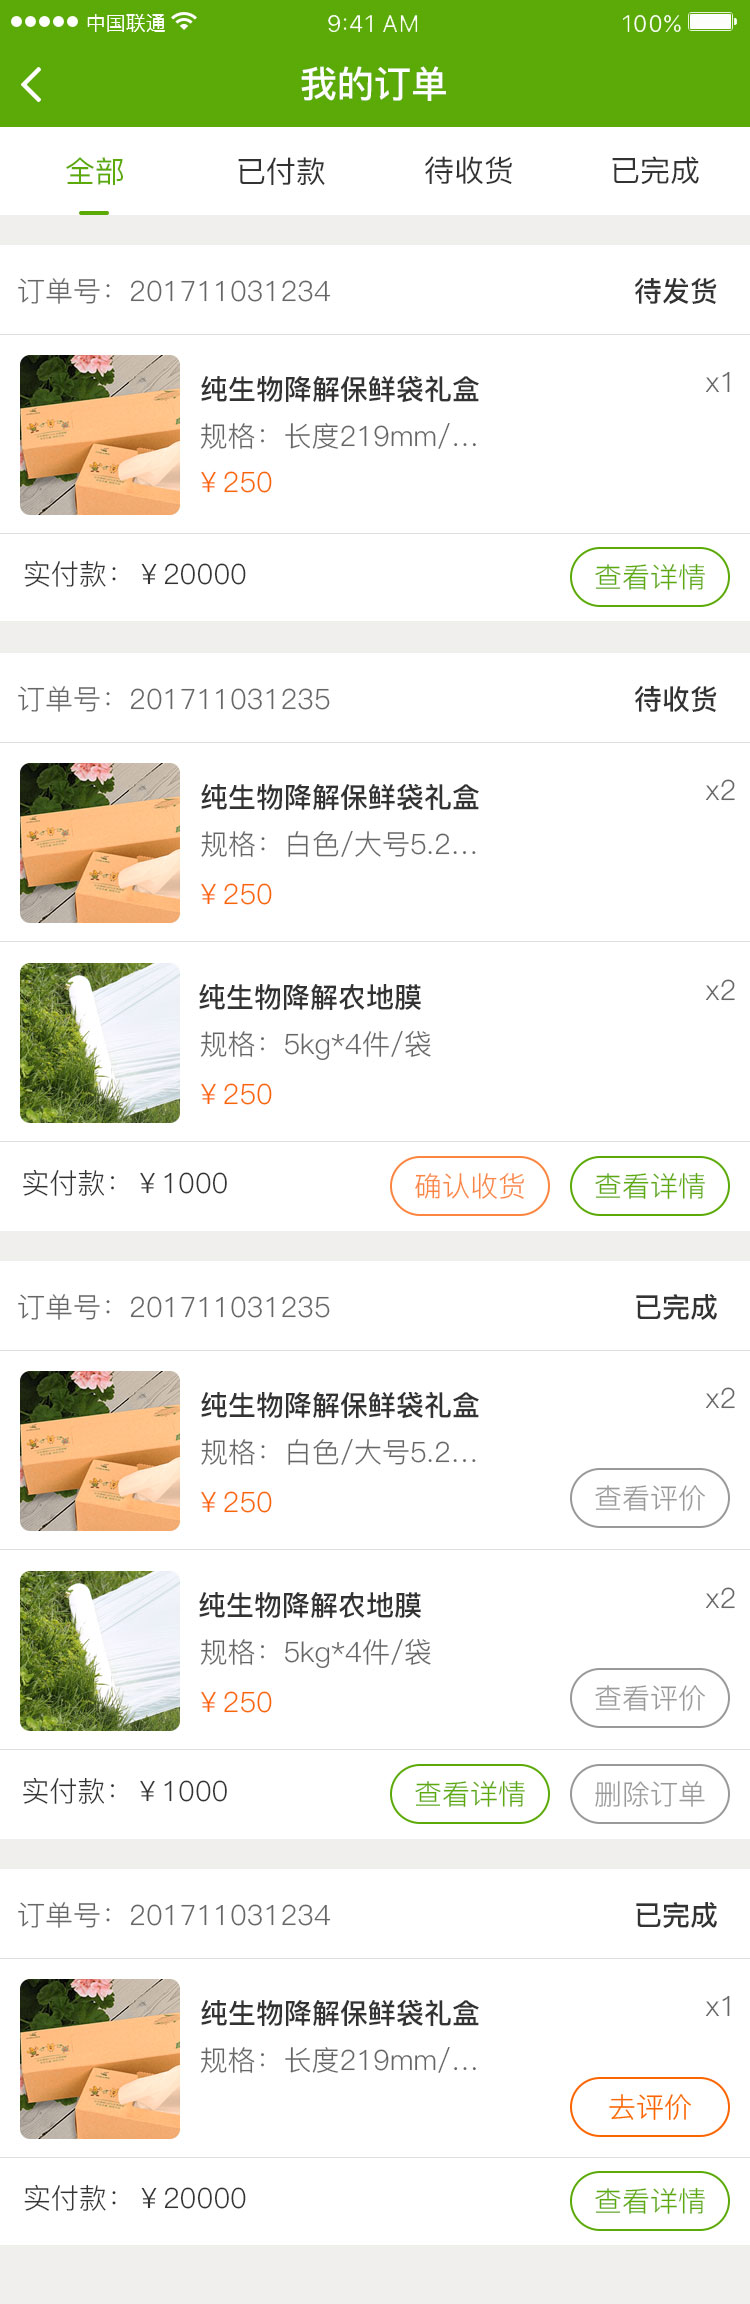 中国联通 9:41 AM 100%
我的订单
全部 已付款 待收货 已完成
订单号：201711031234 待发货
纯生物降解保鲜袋礼盒 x1
规格：长度219mm/...
¥250
实付款：¥20000 查看详情
订单号：201711031235 待收货
纯生物降解保鲜袋礼盒 x2
规格：白色/大号5.2...
¥250
纯生物降解农地膜 x2
规格：5kg*4件/袋
¥250
实付款：¥1000 确认收货 查看详情
订单号：201711031235 已完成
纯生物降解保鲜袋礼盒 x2
规格：白色/大号5.2...
¥250 查看评价
纯生物降解农地膜 x2
规格：5kg*4件/袋
¥250 查看评价
实付款：¥1000 查看详情 删除订单
订单号：201711031234 已完成
纯生物降解保鲜袋礼盒 x1
规格：长度219mm/...
去评价
实付款：¥20000 查看详情